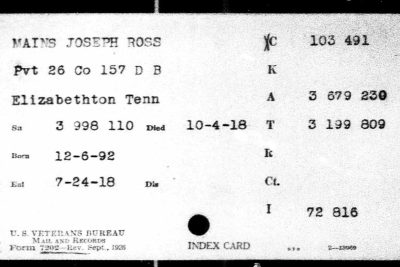 MAINS JOSEPH ROSS XC 103 491
Pvt 26 Co 157 D B K
Elizabethton Tenn A 3 679 230
Sn 3 998 110 Died 10-4-18 T 3 199 809
Born 12-6-92 R
Enl 7-24-18 Dis Ct.
I 72 816
U. S. VETERANS BUREAU
MAIL AND RECORDS
Form 7202—Rev. Sept., 1926 INDEX CARD